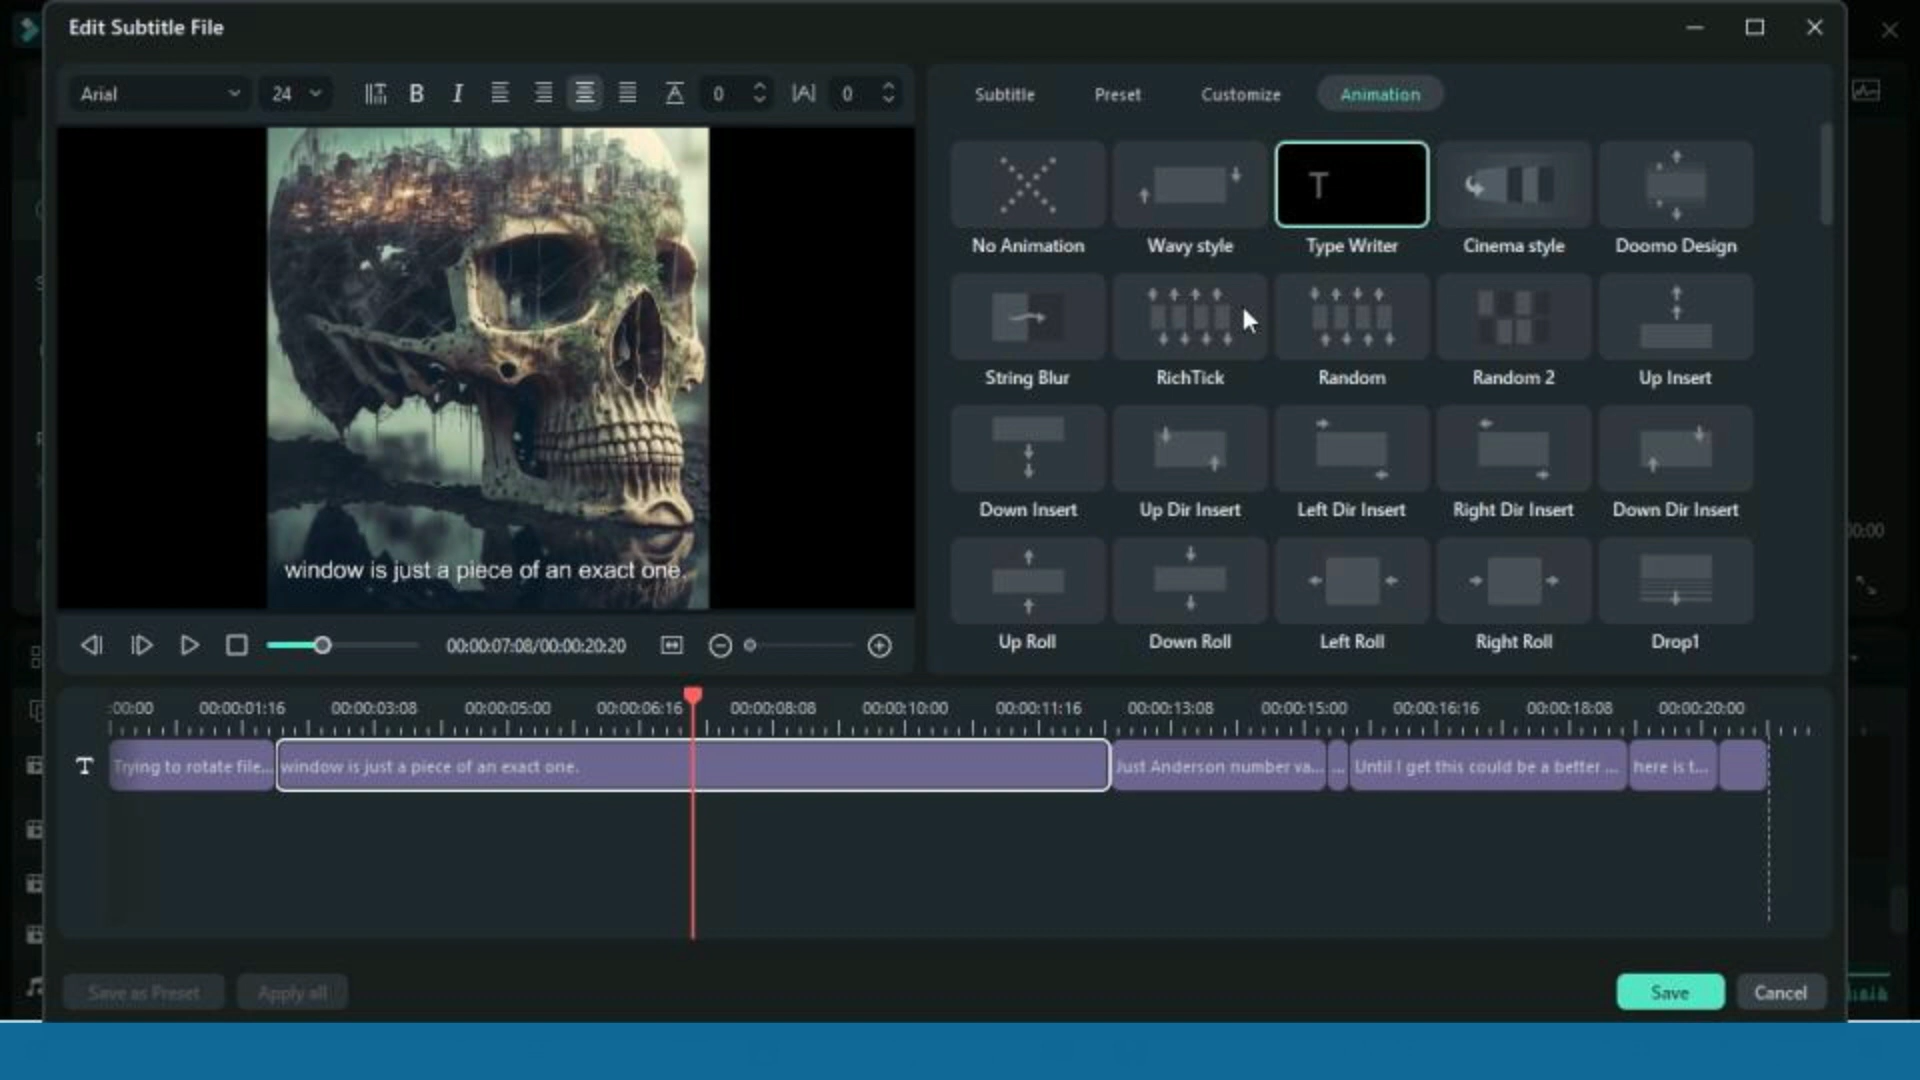 Edit Subtitle File
Arial
24
B
I
A
0
|A|
0
Subtitle
Preset
Customize
Animation
T
No Animation
Wavy style
Type Writer
Cinema style
Doomo Design
String Blur
RichTick
Random
Random 2
Up Insert
Down Insert
Up Dir Insert
Left Dir Insert
Right Dir Insert
Down Dir Insert
Up Roll
Down Roll
Left Roll
Right Roll
Drop1
window is just a piece of an exact one.
00:00:07:08/00:00:20:20
:00:00
00:00:01:16
00:00:03:08
00:00:05:00
00:00:06:16
00:00:08:08
00:00:10:00
00:00:11:16
00:00:13:08
00:00:15:00
00:00:16:16
00:00:18:08
00:00:20:00
T
Trying to rotate file...
window is just a piece of an exact one.
Just Anderson number va...
...
Until I get this could be a better ...
here is t...
Save as Preset
Apply all
Save
Cancel